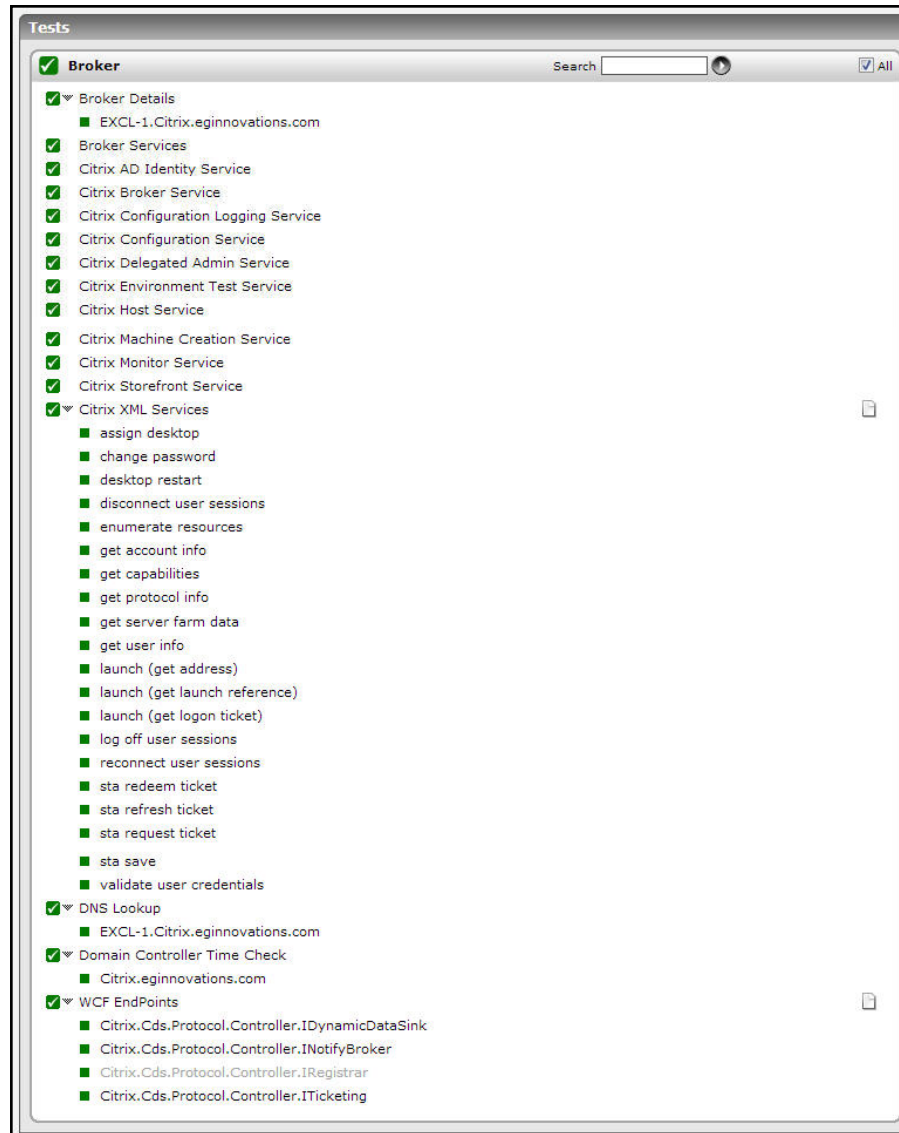 Tests
Broker Search All
Broker Details
EXCL-1.Citrix.eginnovations.com
Broker Services
Citrix AD Identity Service
Citrix Broker Service
Citrix Configuration Logging Service
Citrix Configuration Service
Citrix Delegated Admin Service
Citrix Environment Test Service
Citrix Host Service
Citrix Machine Creation Service
Citrix Monitor Service
Citrix Storefront Service
Citrix XML Services
assign desktop
change password
desktop restart
disconnect user sessions
enumerate resources
get account info
get capabilities
get protocol info
get server farm data
get user info
launch (get address)
launch (get launch reference)
launch (get logon ticket)
log off user sessions
reconnect user sessions
sta redeem ticket
sta refresh ticket
sta request ticket
sta save
validate user credentials
DNS Lookup
EXCL-1.Citrix.eginnovations.com
Domain Controller Time Check
Citrix.eginnovations.com
WCF EndPoints
Citrix.Cds.Protocol.Controller.IDynamicDataSink
Citrix.Cds.Protocol.Controller.INotifyBroker
Citrix.Cds.Protocol.Controller.IRegistrar
Citrix.Cds.Protocol.Controller.ITicketing